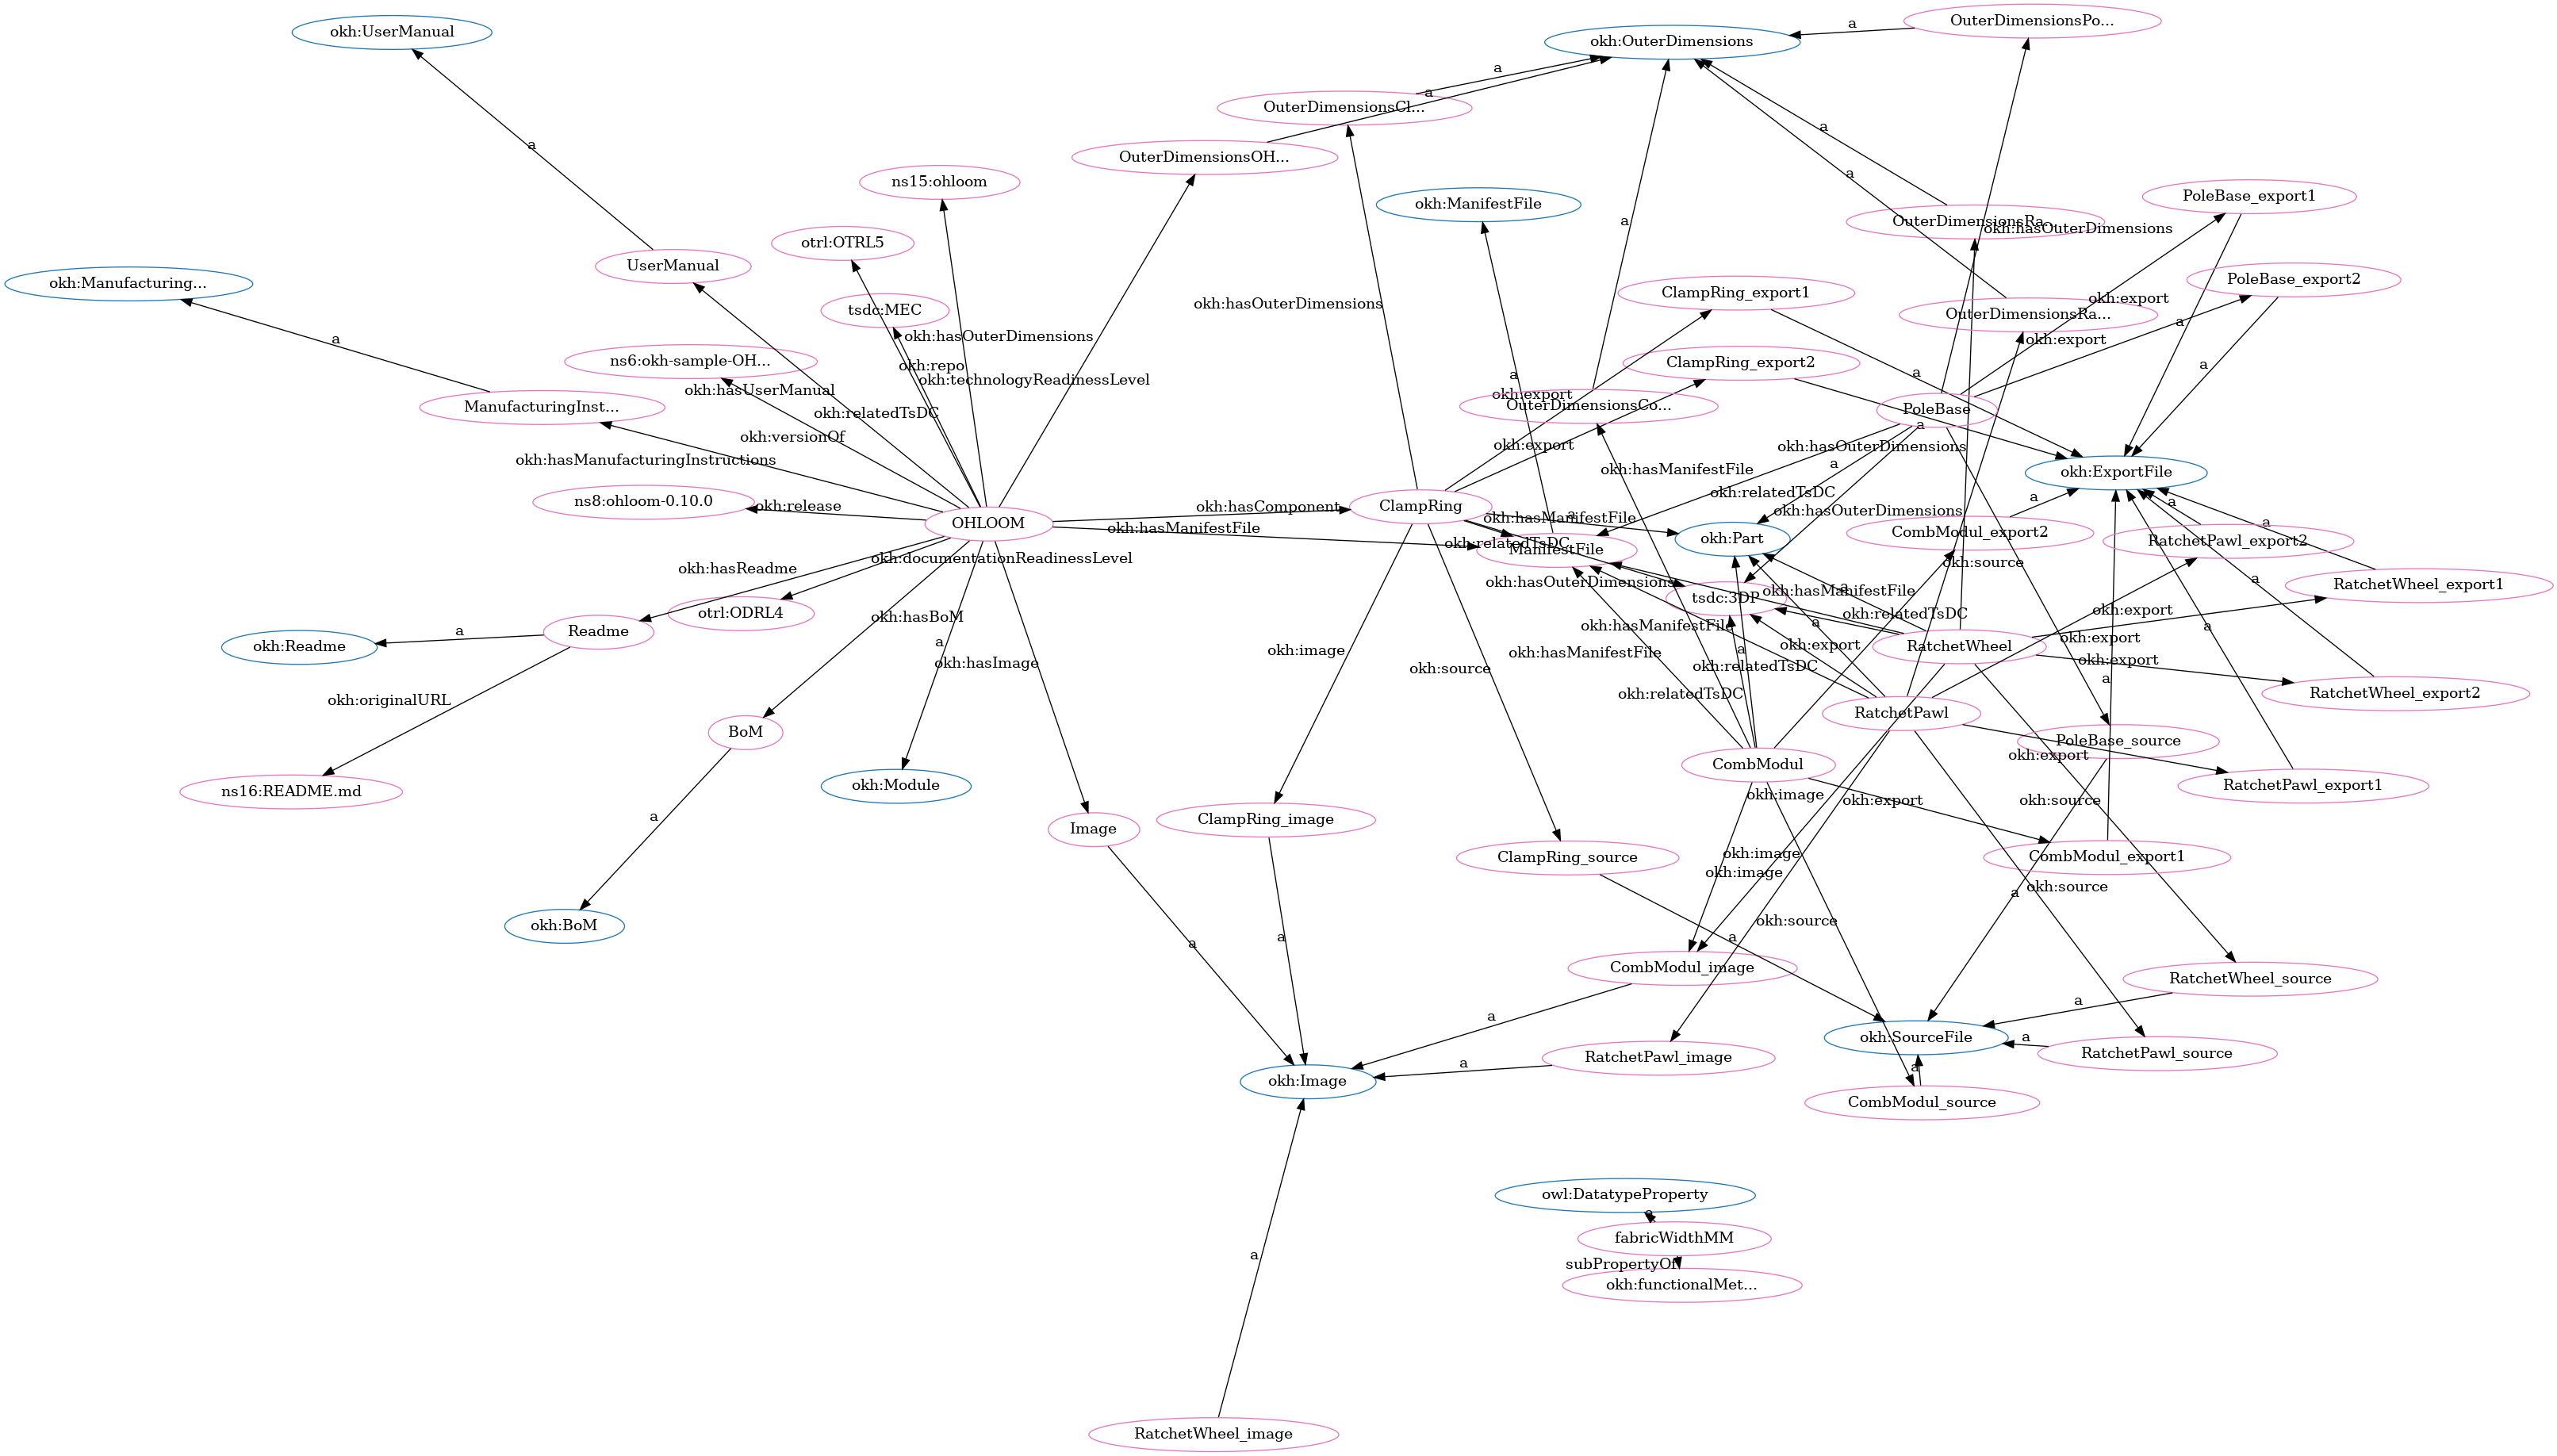 okh:UserManual
okh:OuterDimensions
a
OuterDimensionsPo...
a
OuterDimensionsCl...
a
a
a
OuterDimensionsOH...
ns15:ohloom
a
okh:ManifestFile
PoleBase_export1
OuterDimensionsRa...
okh:hasOuterDimensions
a
otrl:OTRL5
UserManual
okh:Manufacturing...
ClampRing_export1
PoleBase_export2
okh:export
okh:hasOuterDimensions
tsdc:MEC
OuterDimensionsRa...
a
okh:hasOuterDimensions
a
okh:export
ns6:okh-sample-OH...
okh:repo
ClampRing_export2
a
okh:technologyReadinessLevel
a
a
okh:hasUserManual
okh:export
ManufacturingInst...
okh:relatedTsDC
OuterDimensionsCo...
PoleBase
a
okh:versionOf
okh:export
okh:hasOuterDimensions
okh:hasManufacturingInstructions
a
okh:hasManifestFile
okh:ExportFile
ns8:ohloom-0.10.0
okh:release
okh:hasComponent
ClampRing
okh:relatedTsDC
a
a
OHLOOM
okh:hasManifestFile
okh:hasManifestFile
a
okh:hasOuterDimensions
a
okh:relatedTsDC
ManifestFile
okh:Part
CombModul_export2
RatchetPawl_export2
okh:documentationReadinessLevel
okh:source
okh:hasReadme
okh:hasOuterDimensions
okh:hasManifestFile
a
a
RatchetWheel_export1
otrl:ODRL4
tsdc:3DP
okh:relatedTsDC
okh:export
okh:hasBoM
a
Readme
okh:hasManifestFile
a
a
okh:Readme
a
okh:image
okh:hasManifestFile
a
okh:export
RatchetWheel
okh:export
okh:hasImage
okh:source
okh:relatedTsDC
okh:export
okh:originalURL
okh:relatedTsDC
a
RatchetWheel_export2
RatchetPawl
BoM
PoleBase_source
CombModul
okh:export
ns16:README.md
okh:Module
RatchetPawl_export1
okh:image
okh:export
okh:source
a
Image
ClampRing_image
ClampRing_source
okh:image
okh:image
CombModul_export1
okh:source
a
okh:BoM
okh:source
a
a
a
CombModul_image
RatchetWheel_source
a
a
okh:SourceFile
a
RatchetPawl_image
a
RatchetPawl_source
okh:Image
a
CombModul_source
owl:DatatypeProperty
a
fabricWidthMM
a
subPropertyOf
okh:functionalMet...
RatchetWheel_image